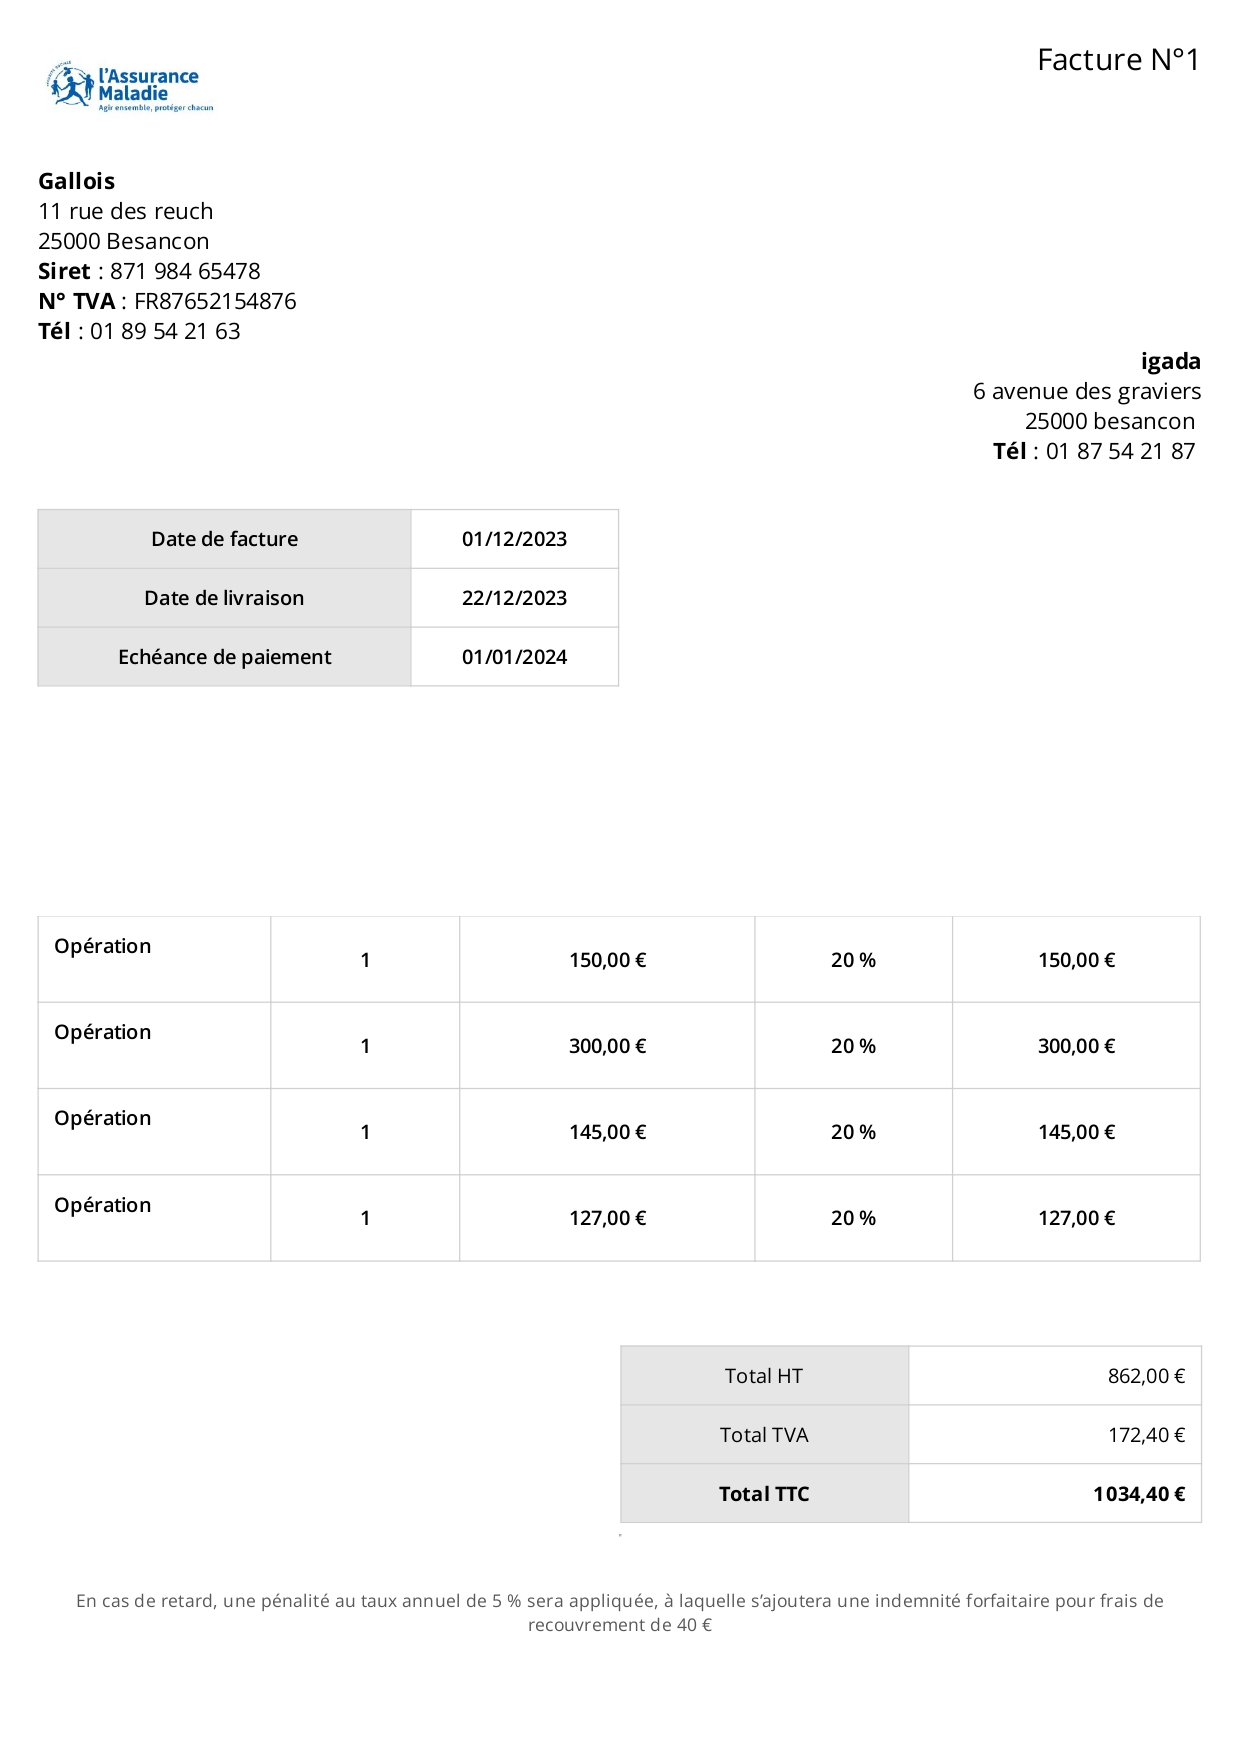 Facture N°1
l'Assurance
Maladie
Agir ensemble, protéger chacun
Gallois
11 rue des reuch
25000 Besancon
Siret : 871 984 65478
N° TVA : FR87652154876
Tél : 01 89 54 21 63
igada
6 avenue des graviers
25000 besancon
Tél : 01 87 54 21 87
Date de facture 01/12/2023
Date de livraison 22/12/2023
Echéance de paiement 01/01/2024
Opération 1 150,00 € 20 % 150,00 €
Opération 1 300,00 € 20 % 300,00 €
Opération 1 145,00 € 20 % 145,00 €
Opération 1 127,00 € 20 % 127,00 €
Total HT 862,00 €
Total TVA 172,40 €
Total TTC 1 034,40 €
En cas de retard, une pénalité au taux annuel de 5 % sera appliquée, à laquelle s’ajoutera une indemnité forfaitaire pour frais de
recouvrement de 40 €